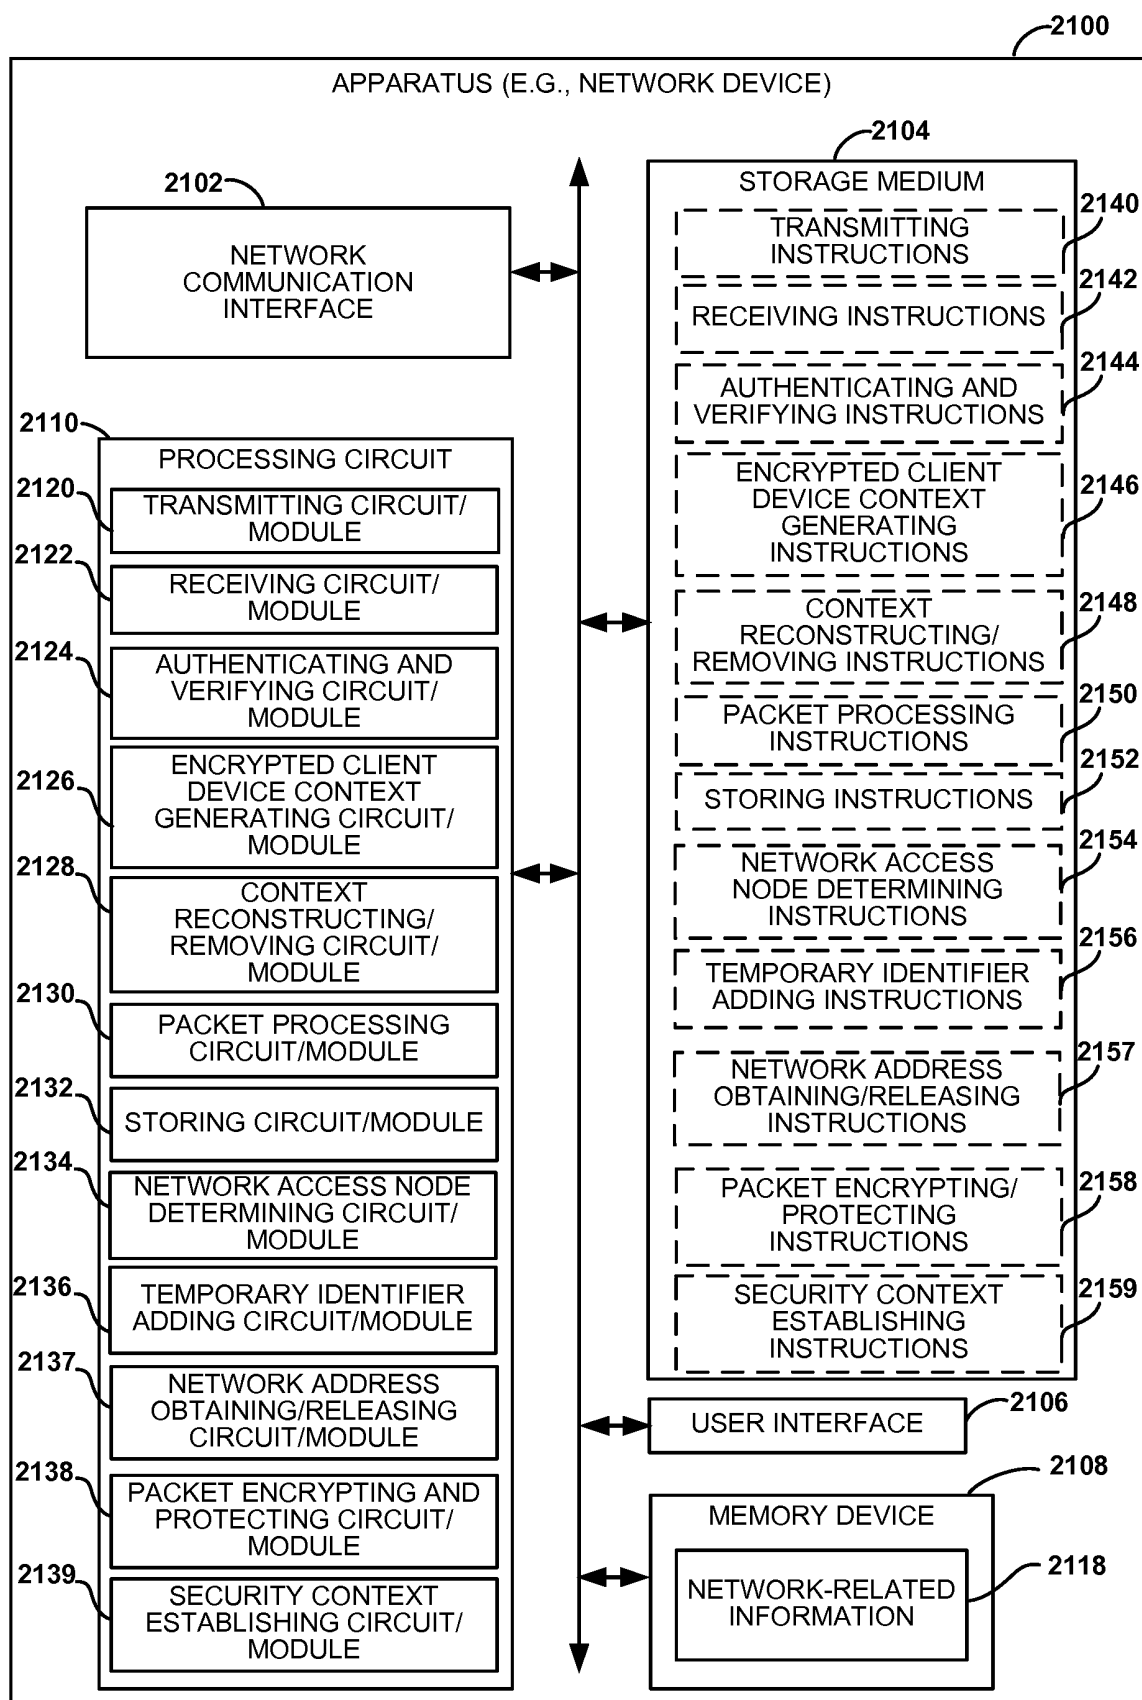 2100
APPARATUS (E.G., NETWORK DEVICE)
2102
NETWORK
COMMUNICATION
INTERFACE
2110
PROCESSING CIRCUIT
2120
TRANSMITTING CIRCUIT/
MODULE
2122
RECEIVING CIRCUIT/
MODULE
2124
AUTHENTICATING AND
VERIFYING CIRCUIT/
MODULE
2126
ENCRYPTED CLIENT
DEVICE CONTEXT
GENERATING CIRCUIT/
MODULE
2128
CONTEXT
RECONSTRUCTING/
REMOVING CIRCUIT/
MODULE
2130
PACKET PROCESSING
CIRCUIT/MODULE
2132
STORING CIRCUIT/MODULE
2134
NETWORK ACCESS NODE
DETERMINING CIRCUIT/
MODULE
2136
TEMPORARY IDENTIFIER
ADDING CIRCUIT/MODULE
2137
NETWORK ADDRESS
OBTAINING/RELEASING
CIRCUIT/MODULE
2138
PACKET ENCRYPTING AND
PROTECTING CIRCUIT/
MODULE
2139
SECURITY CONTEXT
ESTABLISHING CIRCUIT/
MODULE
2104
STORAGE MEDIUM
2140
TRANSMITTING
INSTRUCTIONS
2142
RECEIVING INSTRUCTIONS
2144
AUTHENTICATING AND
VERIFYING INSTRUCTIONS
2146
ENCRYPTED CLIENT
DEVICE CONTEXT
GENERATING
INSTRUCTIONS
2148
CONTEXT
RECONSTRUCTING/
REMOVING INSTRUCTIONS
2150
PACKET PROCESSING
INSTRUCTIONS
2152
STORING INSTRUCTIONS
2154
NETWORK ACCESS
NODE DETERMINING
INSTRUCTIONS
2156
TEMPORARY IDENTIFIER
ADDING INSTRUCTIONS
2157
NETWORK ADDRESS
OBTAINING/RELEASING
INSTRUCTIONS
2158
PACKET ENCRYPTING/
PROTECTING
INSTRUCTIONS
2159
SECURITY CONTEXT
ESTABLISHING
INSTRUCTIONS
2106
USER INTERFACE
2108
MEMORY DEVICE
2118
NETWORK-RELATED
INFORMATION